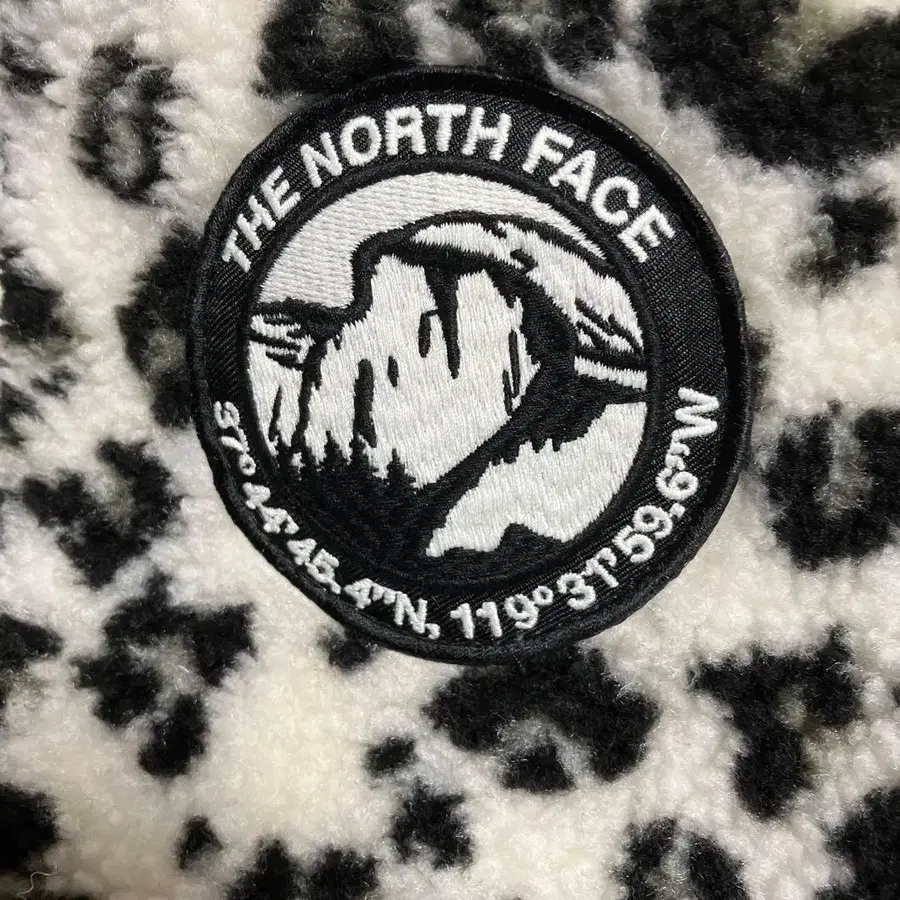 THE NORTH FACE
37° 44' 45.4"N, 119° 31' 59.6"W